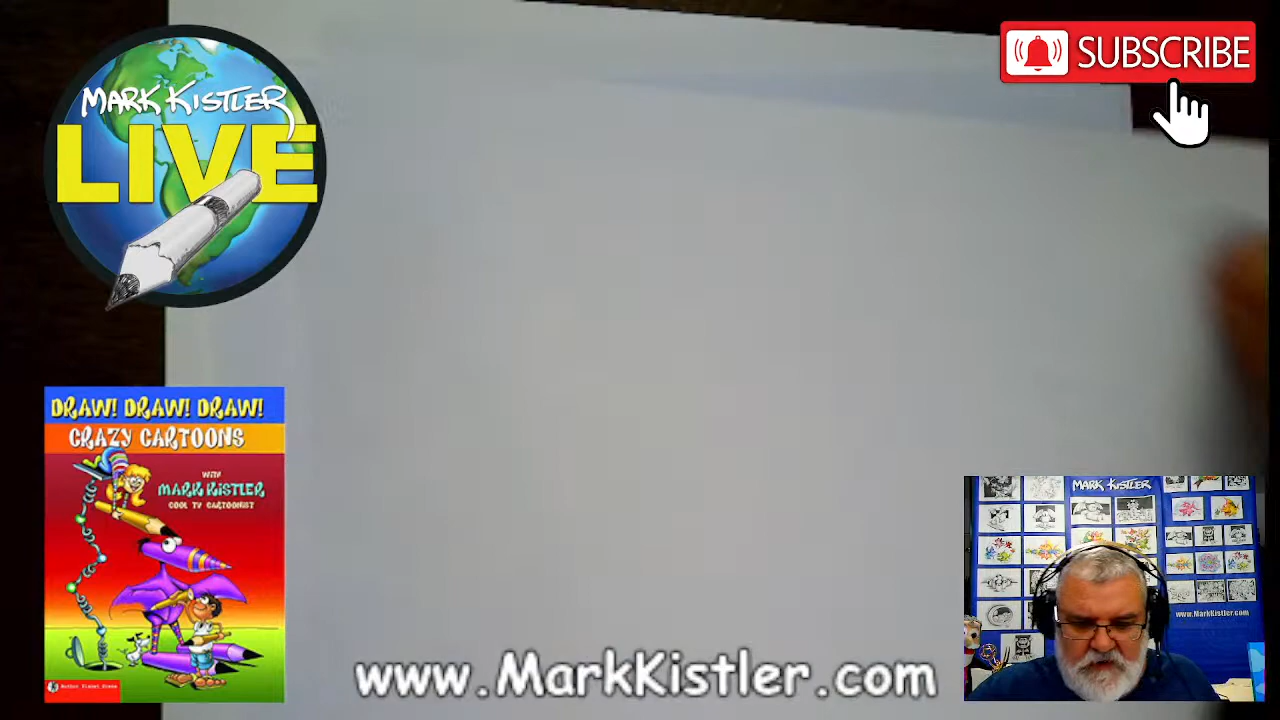 MARK KISTLER
LIVE
SUBSCRIBE
DRAW! DRAW! DRAW!
CRAZY CARTOONS
WITH
MARK KISTLER
COOL TV CARTOONIST
www.MarkKistler.com
MARK KISTLER
www.MarkKistler.com